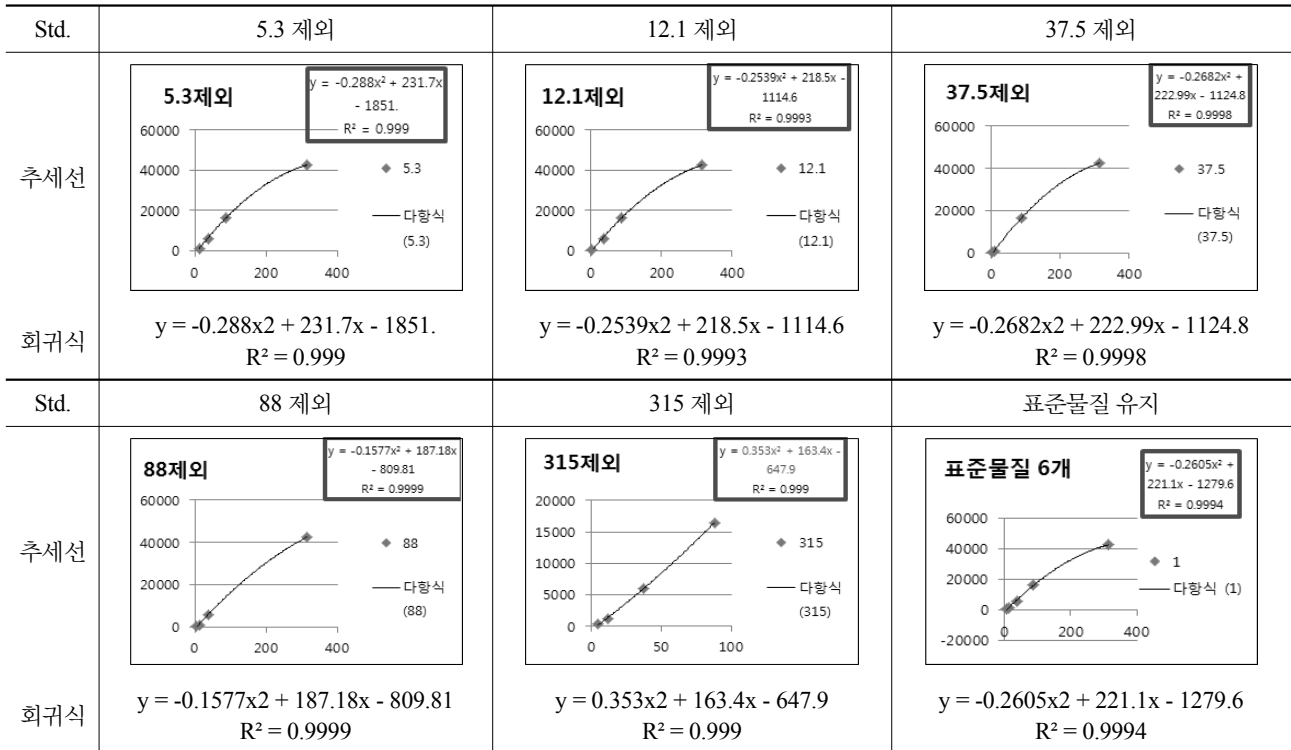 Std.
5.3 제외
12.1 제외
37.5 제외
추세선
5.3제외
y = -0.288x² + 231.7x
- 1851.
R² = 0.999
60000
40000
20000
0
0 200 400
5.3
다항식
(5.3)
12.1제외
y = -0.2539x² + 218.5x -
1114.6
R² = 0.9993
60000
40000
20000
0
0 200 400
12.1
다항식
(12.1)
37.5제외
y = -0.2682x² +
222.99x - 1124.8
R² = 0.9998
60000
40000
20000
0
0 200 400
37.5
다항식
(37.5)
회귀식
y = -0.288x2 + 231.7x - 1851.
R² = 0.999
y = -0.2539x2 + 218.5x - 1114.6
R² = 0.9993
y = -0.2682x2 + 222.99x - 1124.8
R² = 0.9998
Std.
88 제외
315 제외
표준물질 유지
추세선
88제외
y = -0.1577x² + 187.18x
- 809.81
R² = 0.9999
60000
40000
20000
0
0 200 400
88
다항식
(88)
315제외
y = 0.353x² + 163.4x -
647.9
R² = 0.999
20000
15000
10000
5000
0
0 50 100
315
다항식
(315)
표준물질 6개
y = -0.2605x² +
221.1x - 1279.6
R² = 0.9994
60000
40000
20000
0
-20000
0 200 400
1
다항식 (1)
회귀식
y = -0.1577x2 + 187.18x - 809.81
R² = 0.9999
y = 0.353x2 + 163.4x - 647.9
R² = 0.999
y = -0.2605x2 + 221.1x - 1279.6
R² = 0.9994